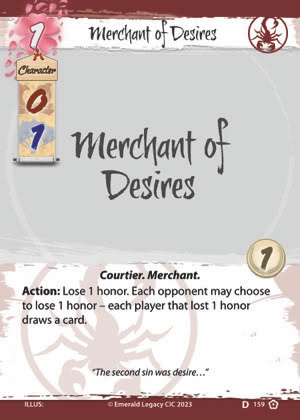 1
Merchant of Desires
Character
0
1
Merchant of
Desires
1
Courtier. Merchant.
Action: Lose 1 honor. Each opponent may choose
to lose 1 honor – each player that lost 1 honor
draws a card.
"The second sin was desire…"
ILLUS:
© Emerald Legacy CIC 2023
D 159